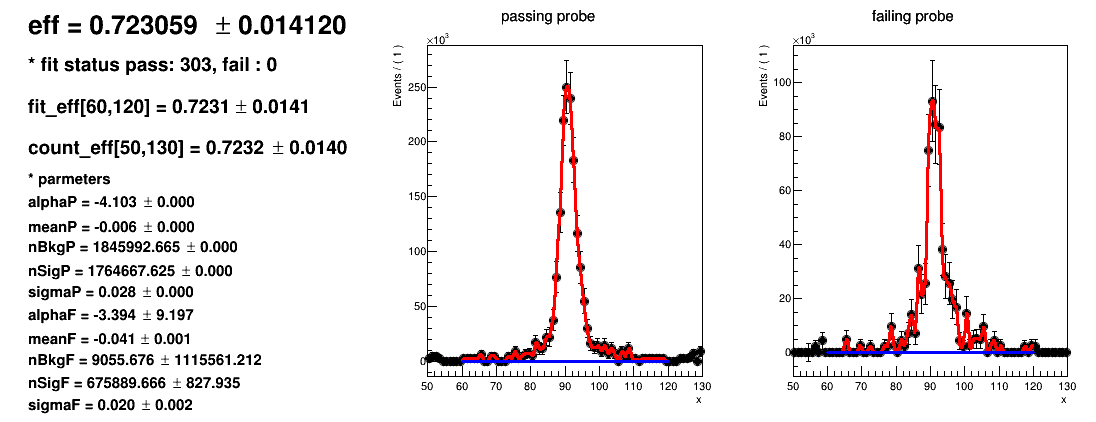 eff = 0.723059 ± 0.014120
* fit status pass: 303, fail : 0
fit_eff[60,120] = 0.7231 ± 0.0141
count_eff[50,130] = 0.7232 ± 0.0140
* parmeters
alphaP = -4.103 ± 0.000
meanP = -0.006 ± 0.000
nBkgP = 1845992.665 ± 0.000
nSigP = 1764667.625 ± 0.000
sigmaP = 0.028 ± 0.000
alphaF = -3.394 ± 9.197
meanF = -0.041 ± 0.001
nBkgF = 9055.676 ± 1115561.212
nSigF = 675889.666 ± 827.935
sigmaF = 0.020 ± 0.002
passing probe
×10³
Events / ( 1 )
250
200
150
100
50
0
50 60 70 80 90 100 110 120 130
x
failing probe
×10³
Events / ( 1 )
100
80
60
40
20
0
50 60 70 80 90 100 110 120 130
x